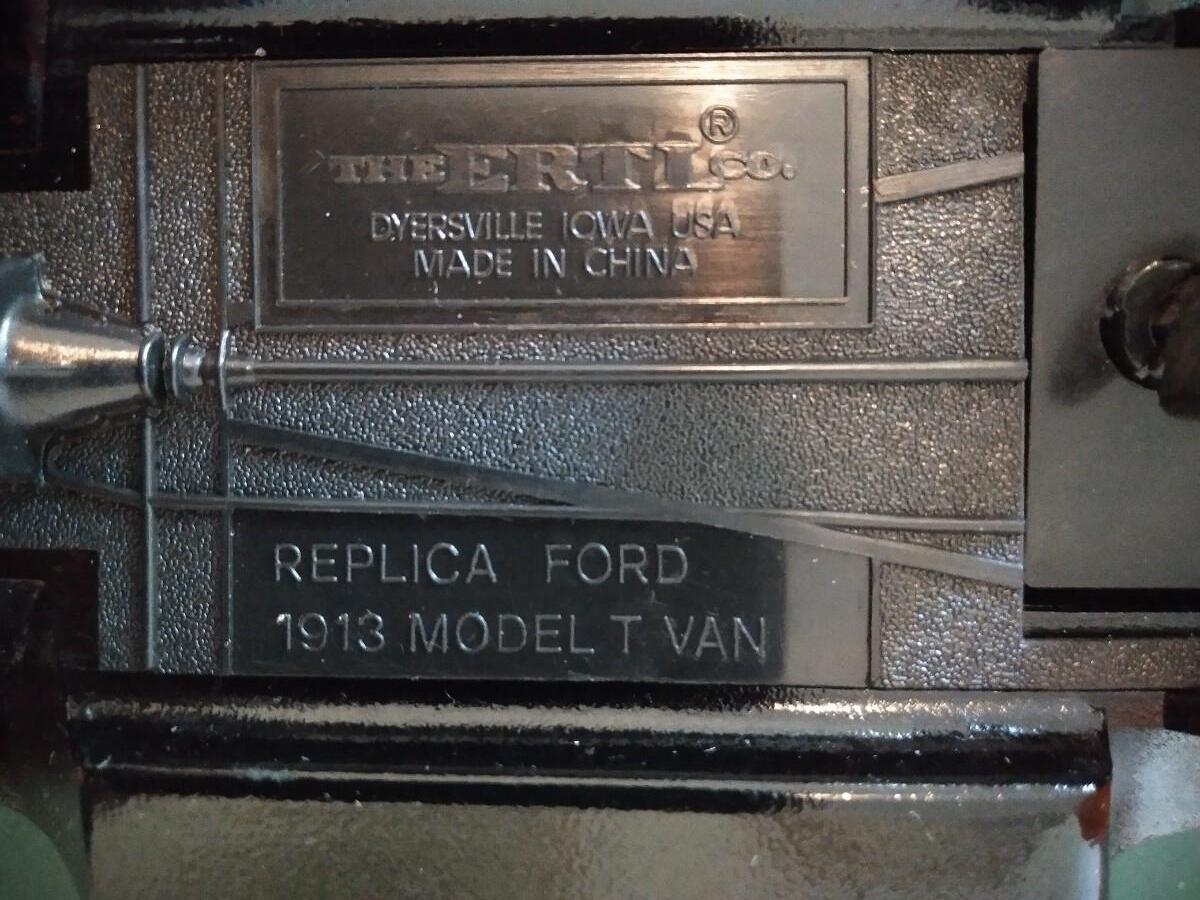 THE ERTL CO.®
DYERSVILLE IOWA USA
MADE IN CHINA
REPLICA FORD
1913 MODEL T VAN